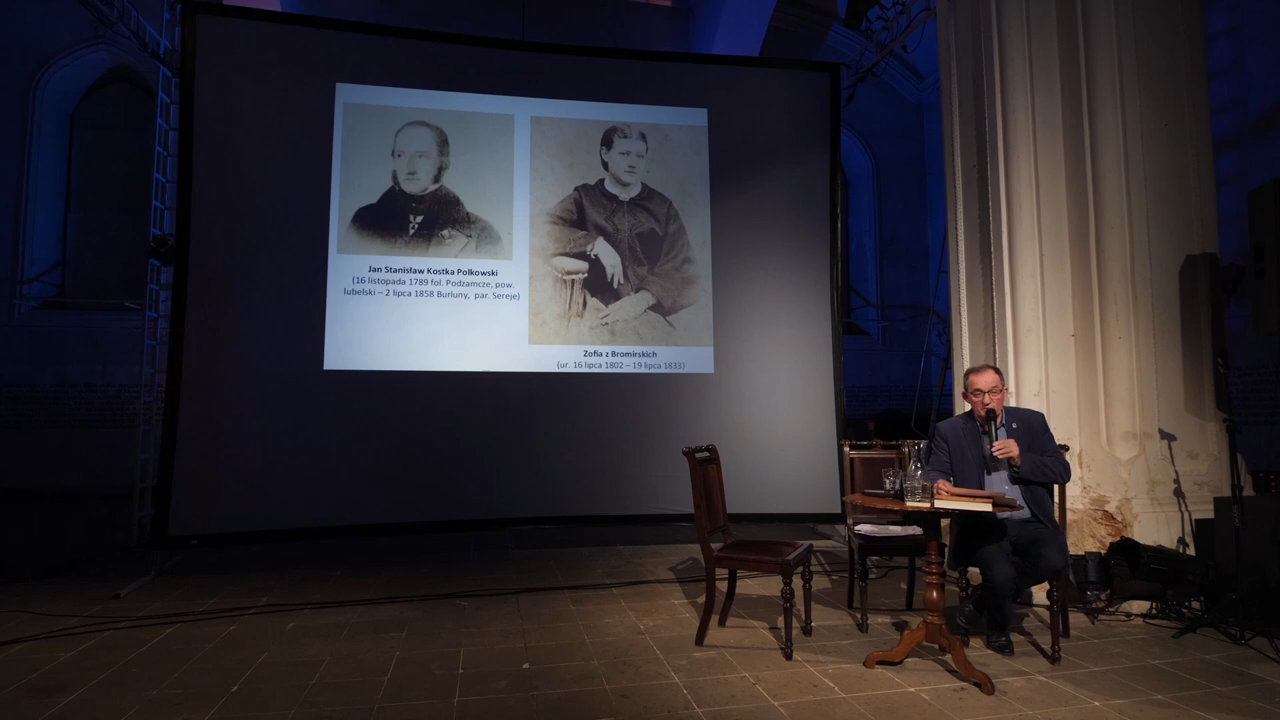 Jan Stanisław Kostka Polkowski
(16 listopada 1789 fol. Podzamcze, pow.
lubelski – 2 lipca 1858 Burluny, par. Sereje)
Zofia z Bromirskich
(ur. 16 lipca 1802 – 19 lipca 1833)